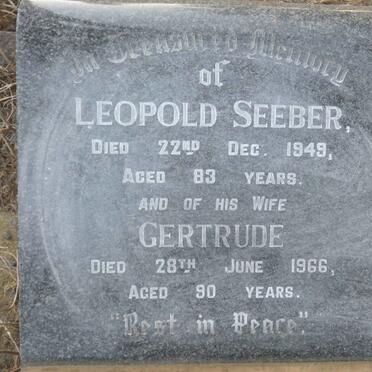 In Treasured Memory
of
LEOPOLD SEEBER,
DIED 22ND DEC. 1949,
AGED 83 YEARS.
AND OF HIS WIFE
GERTRUDE
DIED 28TH JUNE 1966,
AGED 90 YEARS.
"Rest in Peace."